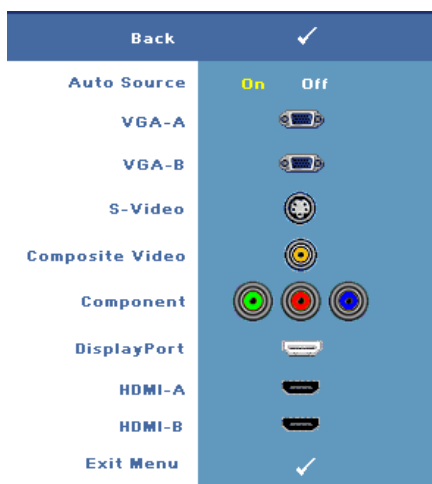 Back
Auto Source On Off
VGA-A
VGA-B
S-Video
Composite Video
Component
DisplayPort
HDMI-A
HDMI-B
Exit Menu